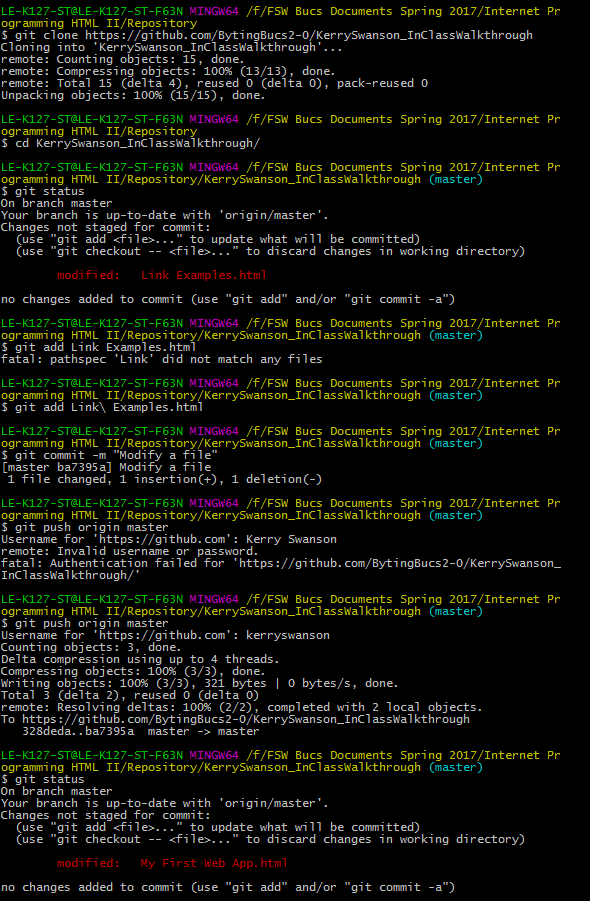 LE-K127-ST@LE-K127-ST-F63N MINGW64 /f/FSW Bucs Documents Spring 2017/Internet Pr
ogramming HTML II/Repository
$ git clone https://github.com/BytingBucs2-0/KerrySwanson_InClassWalkthrough
Cloning into 'KerrySwanson_InClassWalkthrough'...
remote: Counting objects: 15, done.
remote: Compressing objects: 100% (13/13), done.
remote: Total 15 (delta 4), reused 0 (delta 0), pack-reused 0
Unpacking objects: 100% (15/15), done.
LE-K127-ST@LE-K127-ST-F63N MINGW64 /f/FSW Bucs Documents Spring 2017/Internet Pr
ogramming HTML II/Repository
$ cd KerrySwanson_InClassWalkthrough/
LE-K127-ST@LE-K127-ST-F63N MINGW64 /f/FSW Bucs Documents Spring 2017/Internet Pr
ogramming HTML II/Repository/KerrySwanson_InClassWalkthrough (master)
$ git status
On branch master
Your branch is up-to-date with 'origin/master'.
Changes not staged for commit:
  (use "git add <file>..." to update what will be committed)
  (use "git checkout -- <file>..." to discard changes in working directory)
        modified:   Link Examples.html
no changes added to commit (use "git add" and/or "git commit -a")
LE-K127-ST@LE-K127-ST-F63N MINGW64 /f/FSW Bucs Documents Spring 2017/Internet Pr
ogramming HTML II/Repository/KerrySwanson_InClassWalkthrough (master)
$ git add Link Examples.html
fatal: pathspec 'Link' did not match any files
LE-K127-ST@LE-K127-ST-F63N MINGW64 /f/FSW Bucs Documents Spring 2017/Internet Pr
ogramming HTML II/Repository/KerrySwanson_InClassWalkthrough (master)
$ git add Link\ Examples.html
LE-K127-ST@LE-K127-ST-F63N MINGW64 /f/FSW Bucs Documents Spring 2017/Internet Pr
ogramming HTML II/Repository/KerrySwanson_InClassWalkthrough (master)
$ git commit -m "Modify a file"
[master ba7395a] Modify a file
 1 file changed, 1 insertion(+), 1 deletion(-)
LE-K127-ST@LE-K127-ST-F63N MINGW64 /f/FSW Bucs Documents Spring 2017/Internet Pr
ogramming HTML II/Repository/KerrySwanson_InClassWalkthrough (master)
$ git push origin master
Username for 'https://github.com': Kerry Swanson
remote: Invalid username or password.
fatal: Authentication failed for 'https://github.com/BytingBucs2-0/KerrySwanson_
InClassWalkthrough/'
LE-K127-ST@LE-K127-ST-F63N MINGW64 /f/FSW Bucs Documents Spring 2017/Internet Pr
ogramming HTML II/Repository/KerrySwanson_InClassWalkthrough (master)
$ git push origin master
Username for 'https://github.com': kerryswanson
Counting objects: 3, done.
Delta compression using up to 4 threads.
Compressing objects: 100% (3/3), done.
Writing objects: 100% (3/3), 321 bytes | 0 bytes/s, done.
Total 3 (delta 2), reused 0 (delta 0)
remote: Resolving deltas: 100% (2/2), completed with 2 local objects.
To https://github.com/BytingBucs2-0/KerrySwanson_InClassWalkthrough
   328deda..ba7395a  master -> master
LE-K127-ST@LE-K127-ST-F63N MINGW64 /f/FSW Bucs Documents Spring 2017/Internet Pr
ogramming HTML II/Repository/KerrySwanson_InClassWalkthrough (master)
$ git status
On branch master
Your branch is up-to-date with 'origin/master'.
Changes not staged for commit:
  (use "git add <file>..." to update what will be committed)
  (use "git checkout -- <file>..." to discard changes in working directory)
        modified:   My First Web App.html
no changes added to commit (use "git add" and/or "git commit -a")